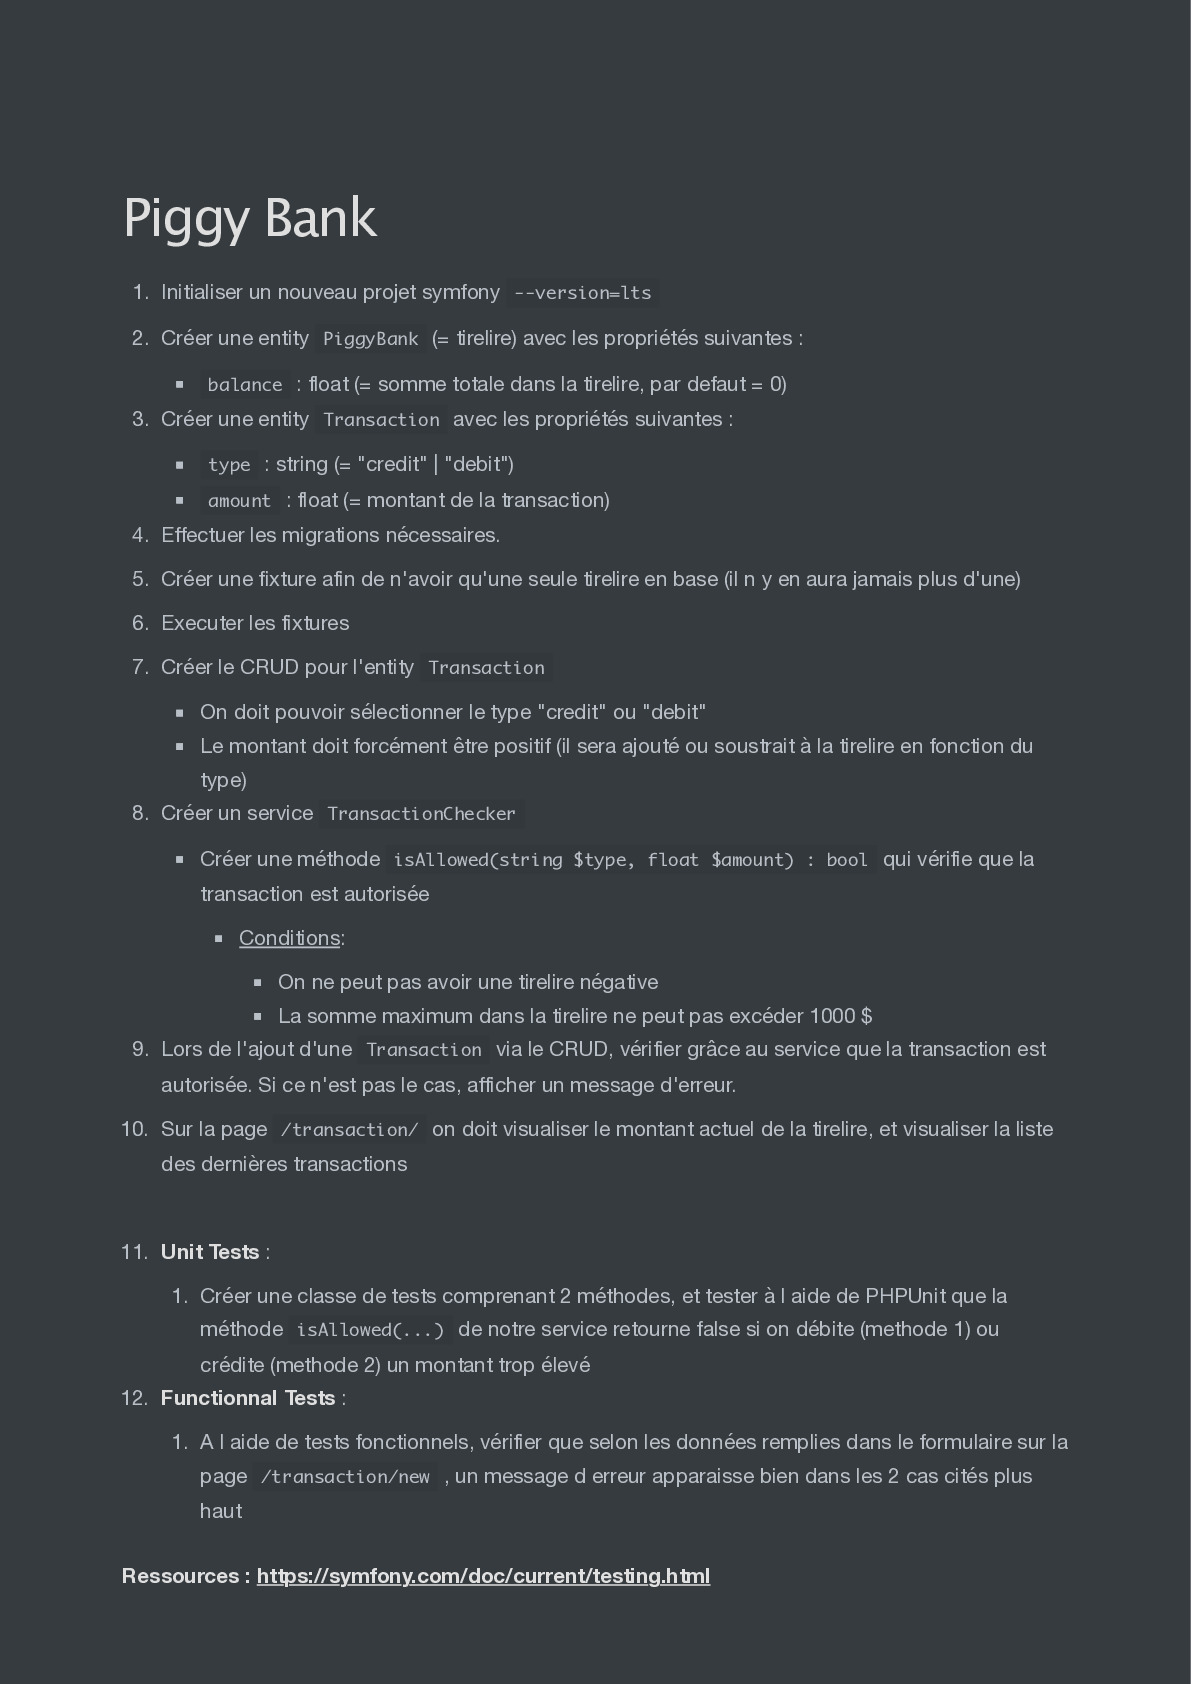 Piggy Bank
1. Initialiser un nouveau projet symfony --version=lts
2. Créer une entity PiggyBank (= tirelire) avec les propriétés suivantes :
▪ balance : float (= somme totale dans la tirelire, par defaut = 0)
3. Créer une entity Transaction avec les propriétés suivantes :
▪ type : string (= "credit" | "debit")
▪ amount : float (= montant de la transaction)
4. Effectuer les migrations nécessaires.
5. Créer une fixture afin de n'avoir qu'une seule tirelire en base (il n y en aura jamais plus d'une)
6. Executer les fixtures
7. Créer le CRUD pour l'entity Transaction
▪ On doit pouvoir sélectionner le type "credit" ou "debit"
▪ Le montant doit forcément être positif (il sera ajouté ou soustrait à la tirelire en fonction du
type)
8. Créer un service TransactionChecker
▪ Créer une méthode isAllowed(string $type, float $amount) : bool qui vérifie que la
transaction est autorisée
▪ Conditions:
▪ On ne peut pas avoir une tirelire négative
▪ La somme maximum dans la tirelire ne peut pas excéder 1000 $
9. Lors de l'ajout d'une Transaction via le CRUD, vérifier grâce au service que la transaction est
autorisée. Si ce n'est pas le cas, afficher un message d'erreur.
10. Sur la page /transaction/ on doit visualiser le montant actuel de la tirelire, et visualiser la liste
des dernières transactions
11. Unit Tests :
1. Créer une classe de tests comprenant 2 méthodes, et tester à l aide de PHPUnit que la
méthode isAllowed(...) de notre service retourne false si on débite (methode 1) ou
crédite (methode 2) un montant trop élevé
12. Functionnal Tests :
1. A l aide de tests fonctionnels, vérifier que selon les données remplies dans le formulaire sur la
page /transaction/new , un message d erreur apparaisse bien dans les 2 cas cités plus
haut
Ressources : https://symfony.com/doc/current/testing.html